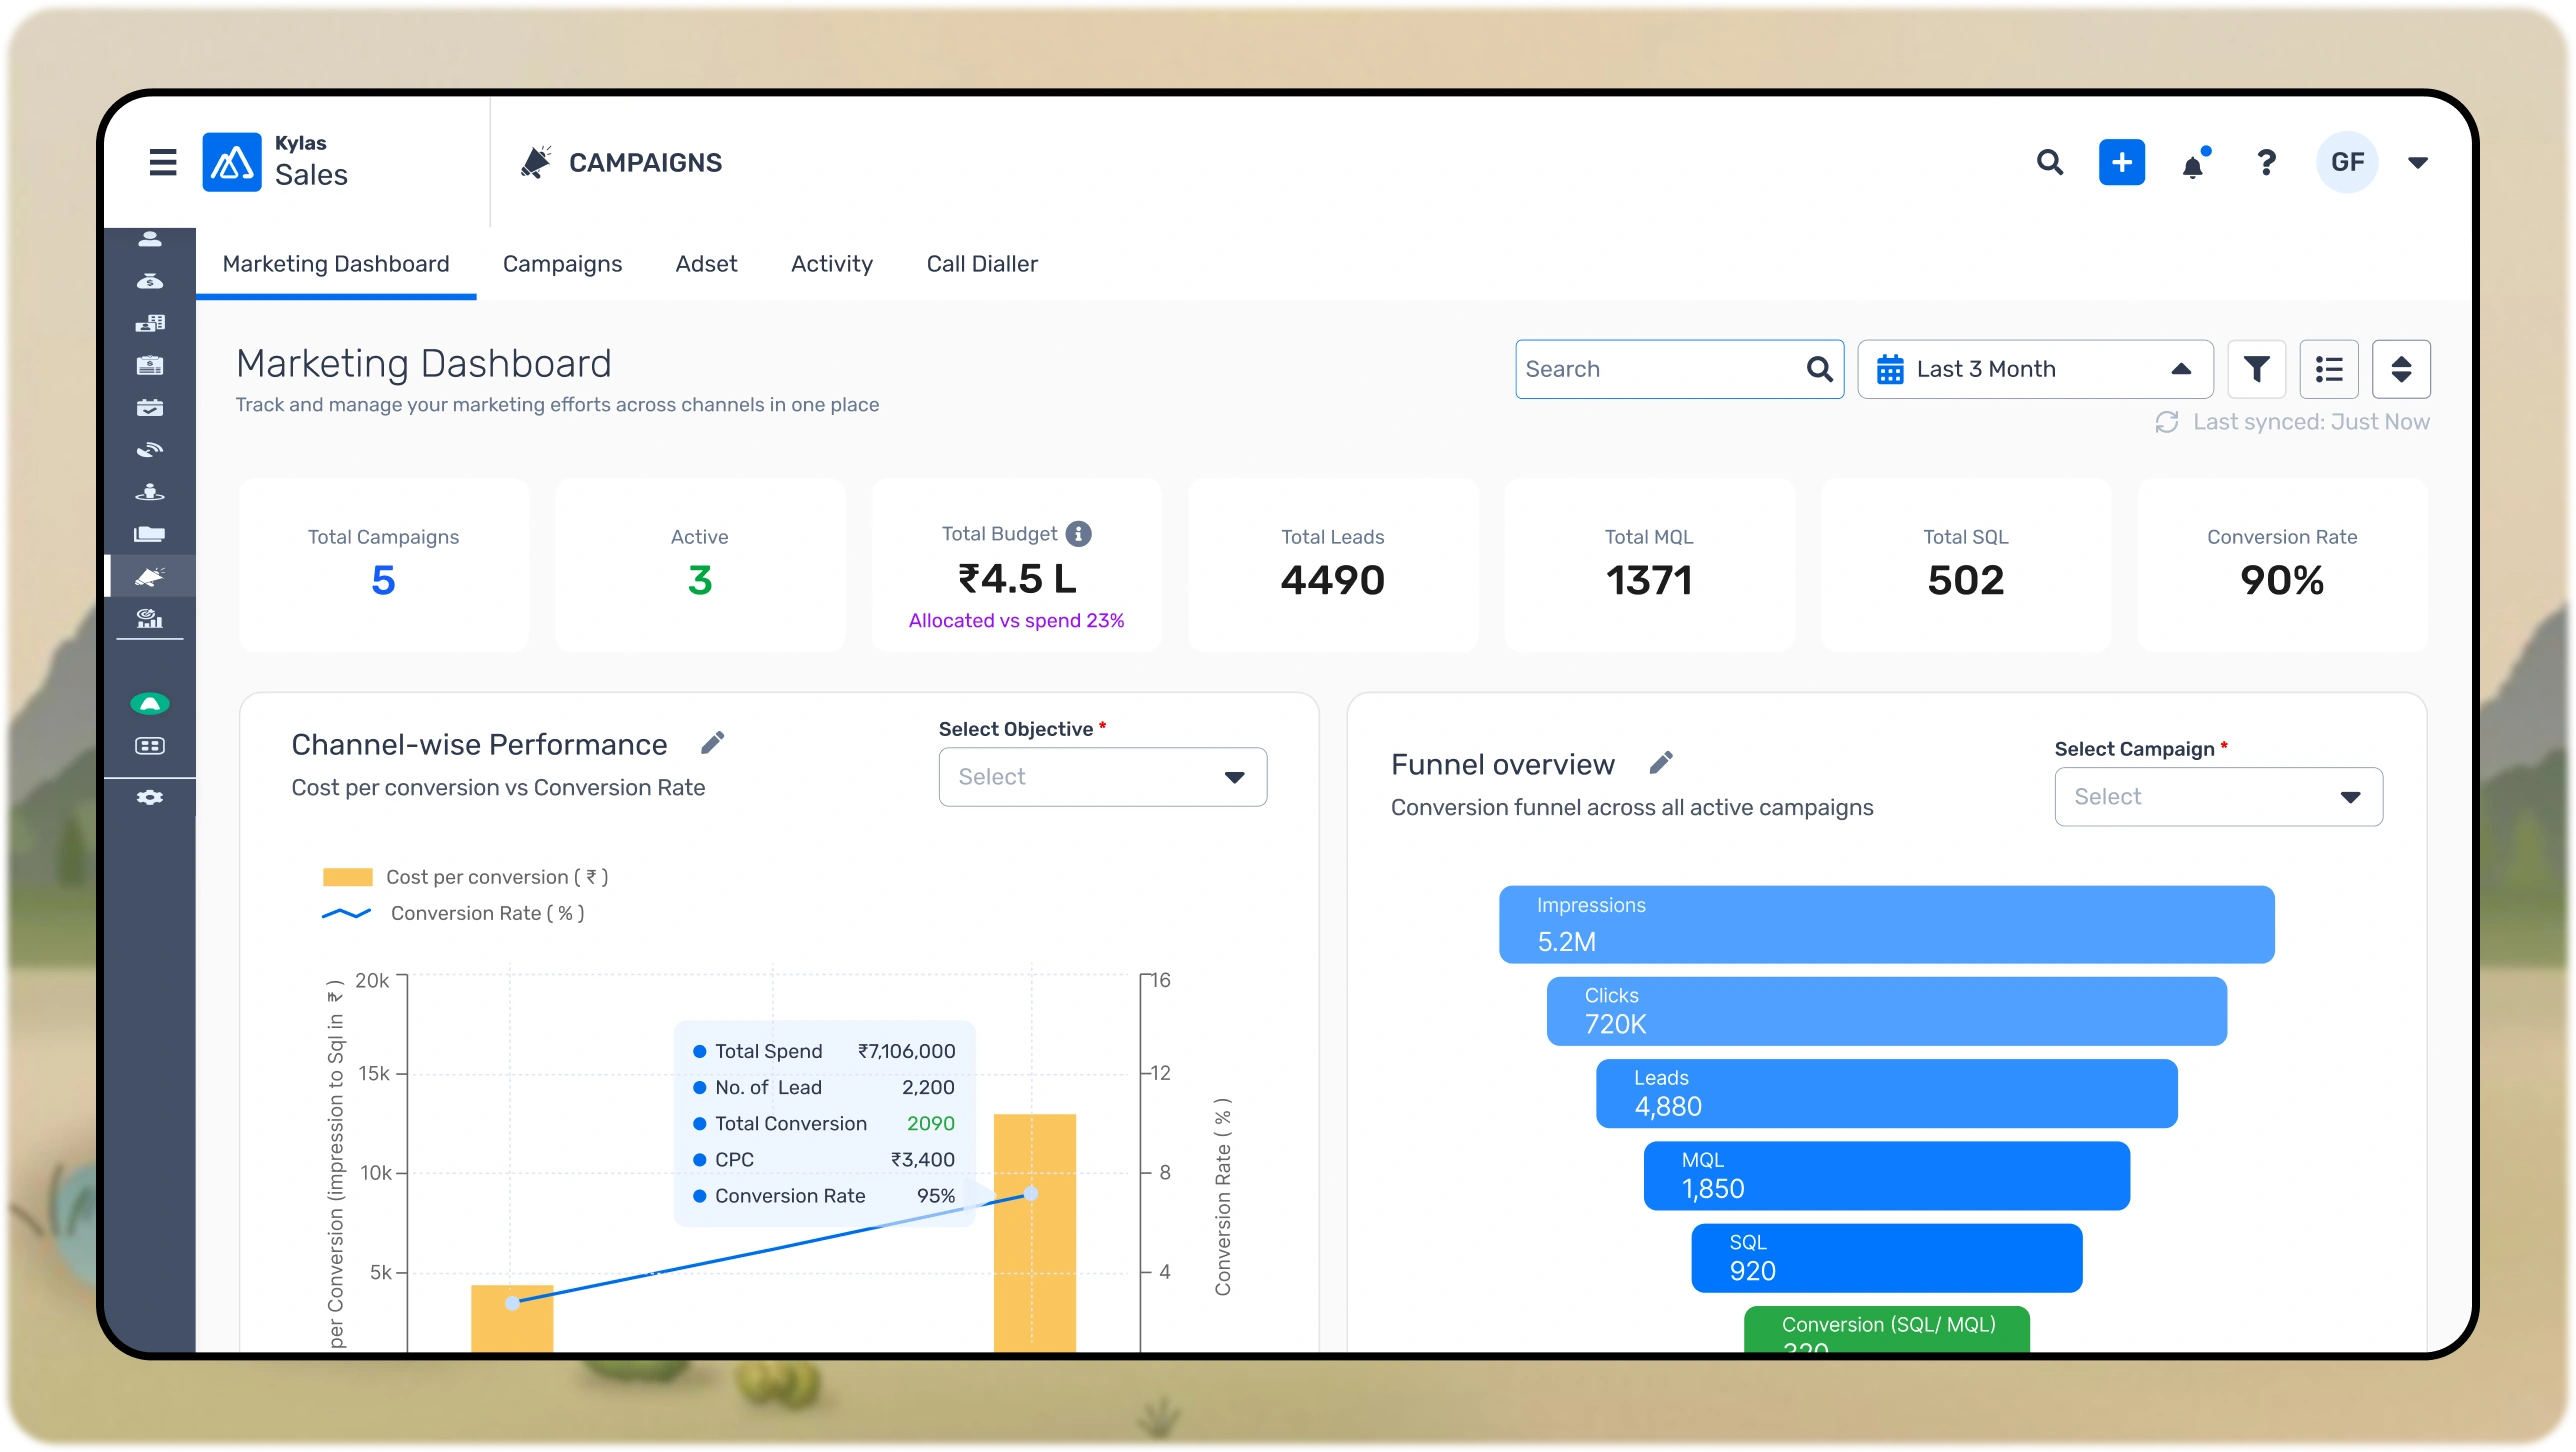 Kylas
Sales
CAMPAIGNS
GF
Marketing Dashboard
Campaigns
Adset
Activity
Call Dialler
Marketing Dashboard
Track and manage your marketing efforts across channels in one place
Search
Last 3 Month
Last synced: Just Now
Total Campaigns
5
Active
3
Total Budget
₹4.5 L
Allocated vs spend 23%
Total Leads
4490
Total MQL
1371
Total SQL
502
Conversion Rate
90%
Channel-wise Performance
Cost per conversion vs Conversion Rate
Select Objective *
Select
Cost per conversion ( ₹ )
Conversion Rate ( % )
per Conversion (impression to Sql in ₹ )
20k
15k
10k
5k
Total Spend ₹7,106,000
No. of Lead 2,200
Total Conversion 2090
CPC ₹3,400
Conversion Rate 95%
16
12
8
4
Conversion Rate ( % )
Funnel overview
Conversion funnel across all active campaigns
Select Campaign *
Select
Impressions
5.2M
Clicks
720K
Leads
4,880
MQL
1,850
SQL
920
Conversion (SQL/ MQL)